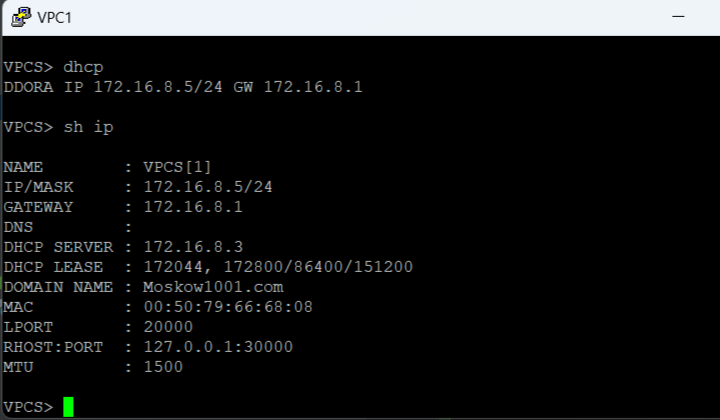 VPC1
VPCS> dhcp
DDORA IP 172.16.8.5/24 GW 172.16.8.1
VPCS> sh ip
NAME        : VPCS[1]
IP/MASK     : 172.16.8.5/24
GATEWAY     : 172.16.8.1
DNS         :
DHCP SERVER : 172.16.8.3
DHCP LEASE  : 172044, 172800/86400/151200
DOMAIN NAME : Moskow1001.com
MAC         : 00:50:79:66:68:08
LPORT       : 20000
RHOST:PORT  : 127.0.0.1:30000
MTU         : 1500
VPCS>